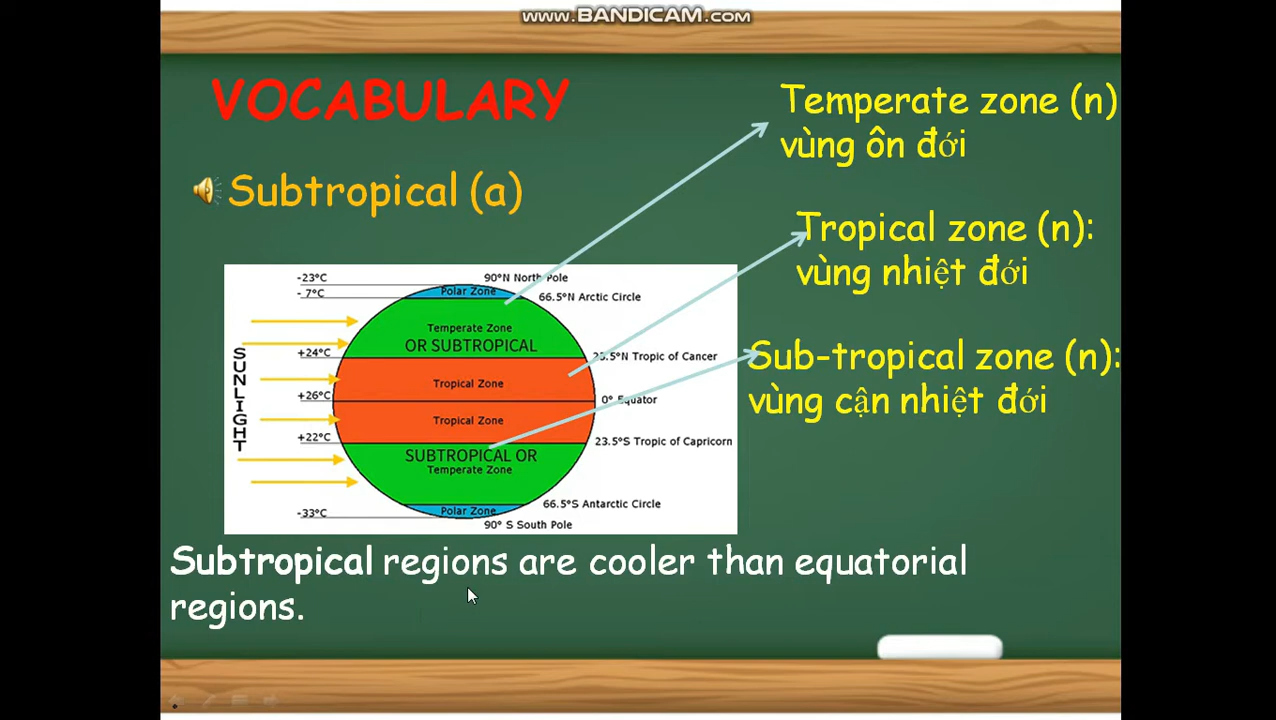 WWW.BANDICAM.COM
VOCABULARY
Subtropical (a)
Temperate zone (n)
vùng ôn đới
Tropical zone (n):
vùng nhiệt đới
Sub-tropical zone (n):
vùng cận nhiệt đới
-23°C
90°N North Pole
- 7°C
Polar Zone
66.5°N Arctic Circle
Temperate Zone
OR SUBTROPICAL
+24°C
23.5°N Tropic of Cancer
SUNLIGHT
Tropical Zone
+26°C
0° Equator
Tropical Zone
+22°C
23.5°S Tropic of Capricorn
SUBTROPICAL OR
Temperate Zone
66.5°S Antarctic Circle
-33°C
Polar Zone
90° S South Pole
Subtropical regions are cooler than equatorial
regions.